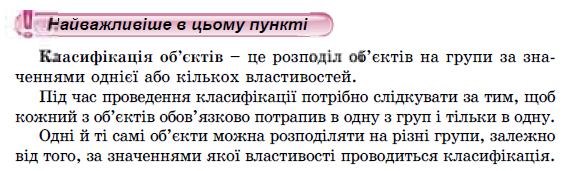 Найважливіше в цьому пункті
Класифікація об’єктів – це розподіл об’єктів на групи за зна-
ченнями однієї або кількох властивостей.
Під час проведення класифікації потрібно слідкувати за тим, щоб
кожний з об’єктів обов’язково потрапив в одну з груп і тільки в одну.
Одні й ті самі об’єкти можна розподіляти на різні групи, залежно
від того, за значеннями якої властивості проводиться класифікація.